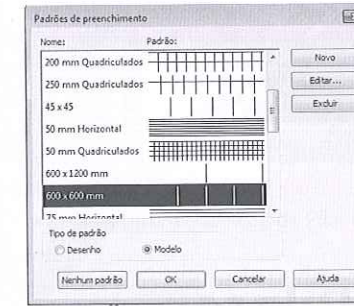 Padrões de preenchimento
Nome: Padrão:
200 mm Quadriculados
250 mm Quadriculados
45 x 45
50 mm Horizontal
50 mm Quadriculados
600 x 1200 mm
600 x 600 mm
75 mm Horizontal
Novo
Editar...
Excluir
Tipo de padrão
Desenho Modelo
Nenhum padrão OK Cancelar Ajuda